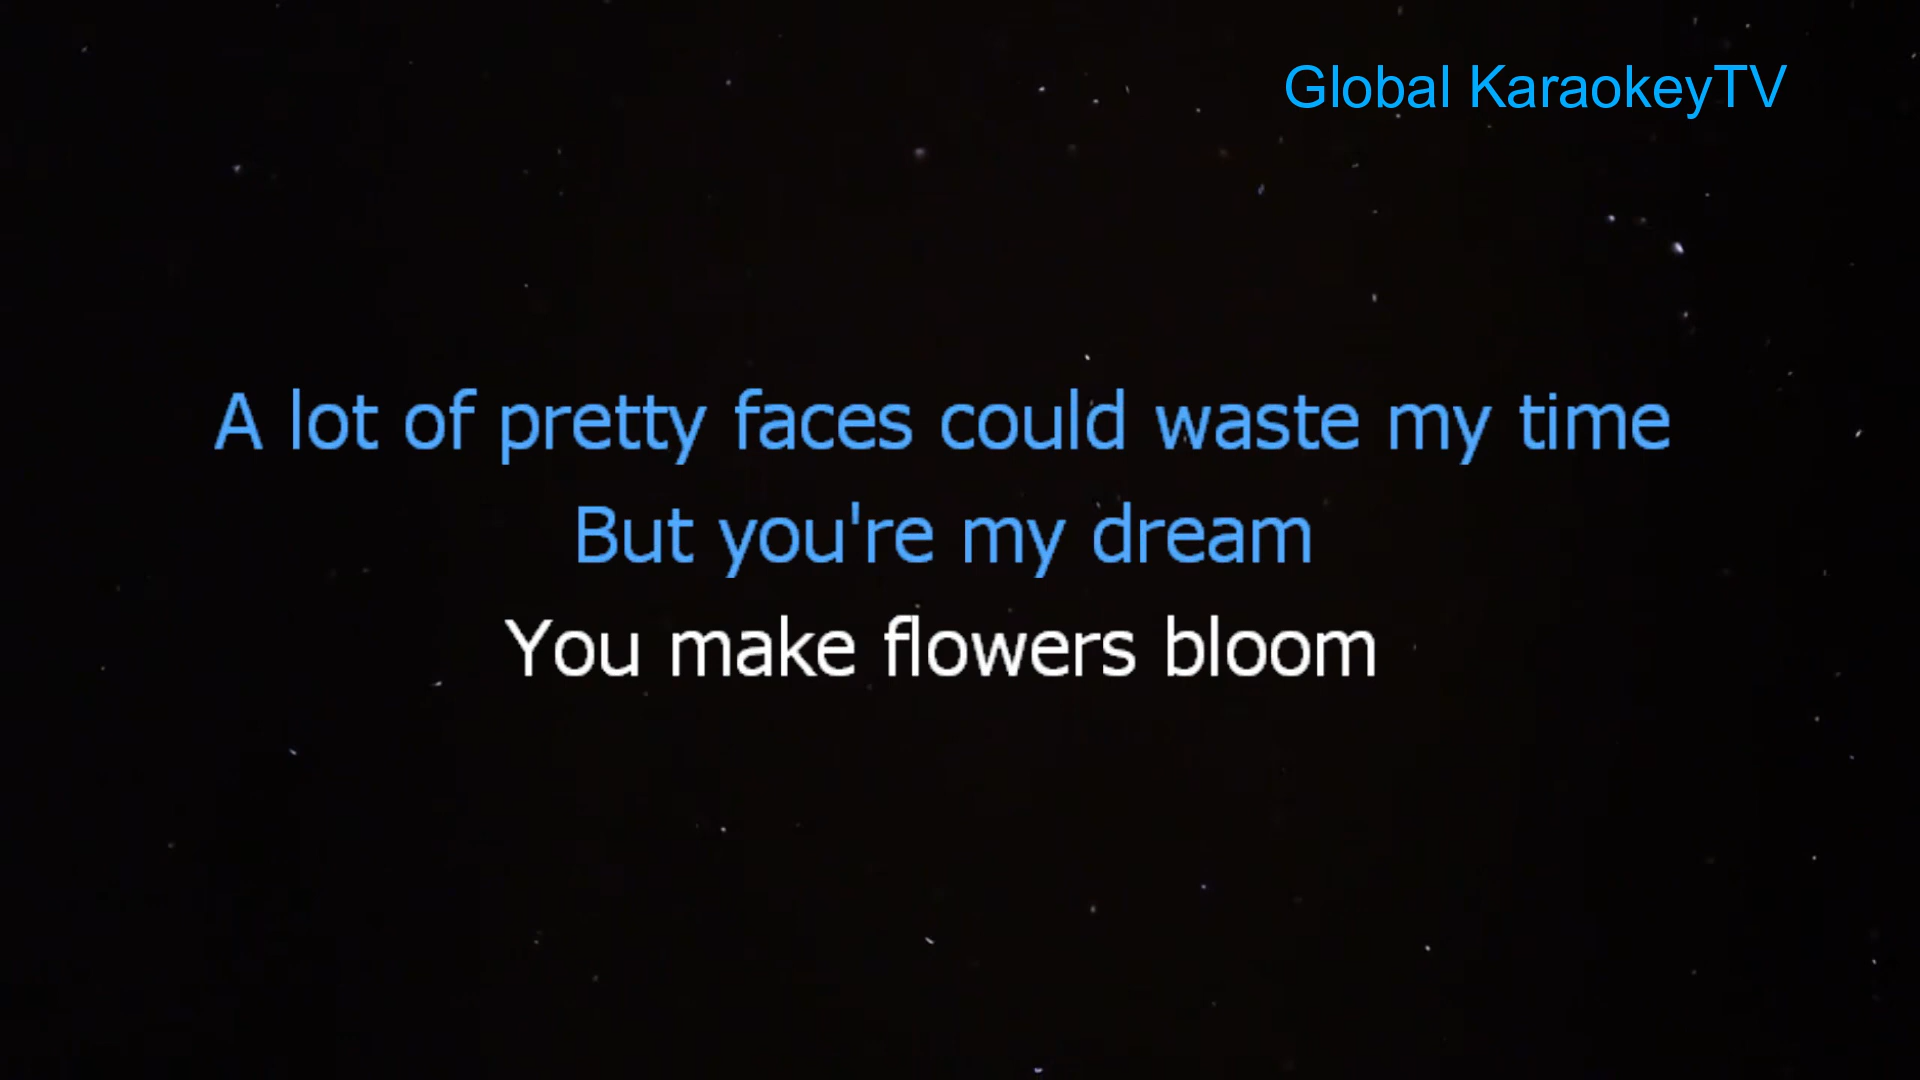 Global KaraokeyTV
A lot of pretty faces could waste my time
But you're my dream
You make flowers bloom